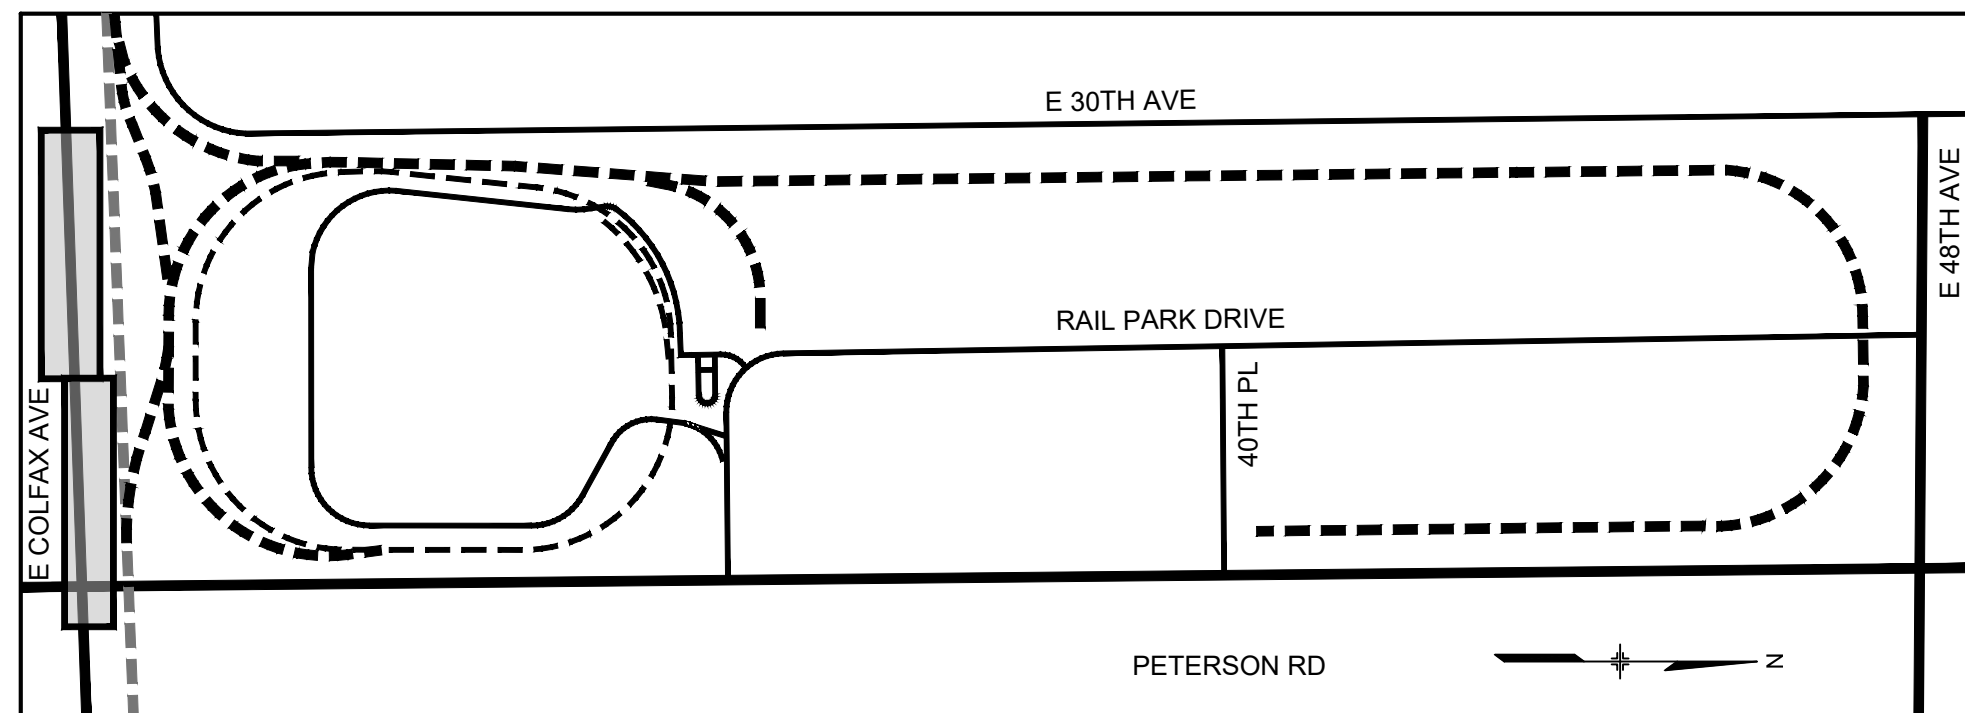 E 30TH AVE
E 48TH AVE
RAIL PARK DRIVE
40TH PL
E COLFAX AVE
PETERSON RD
N